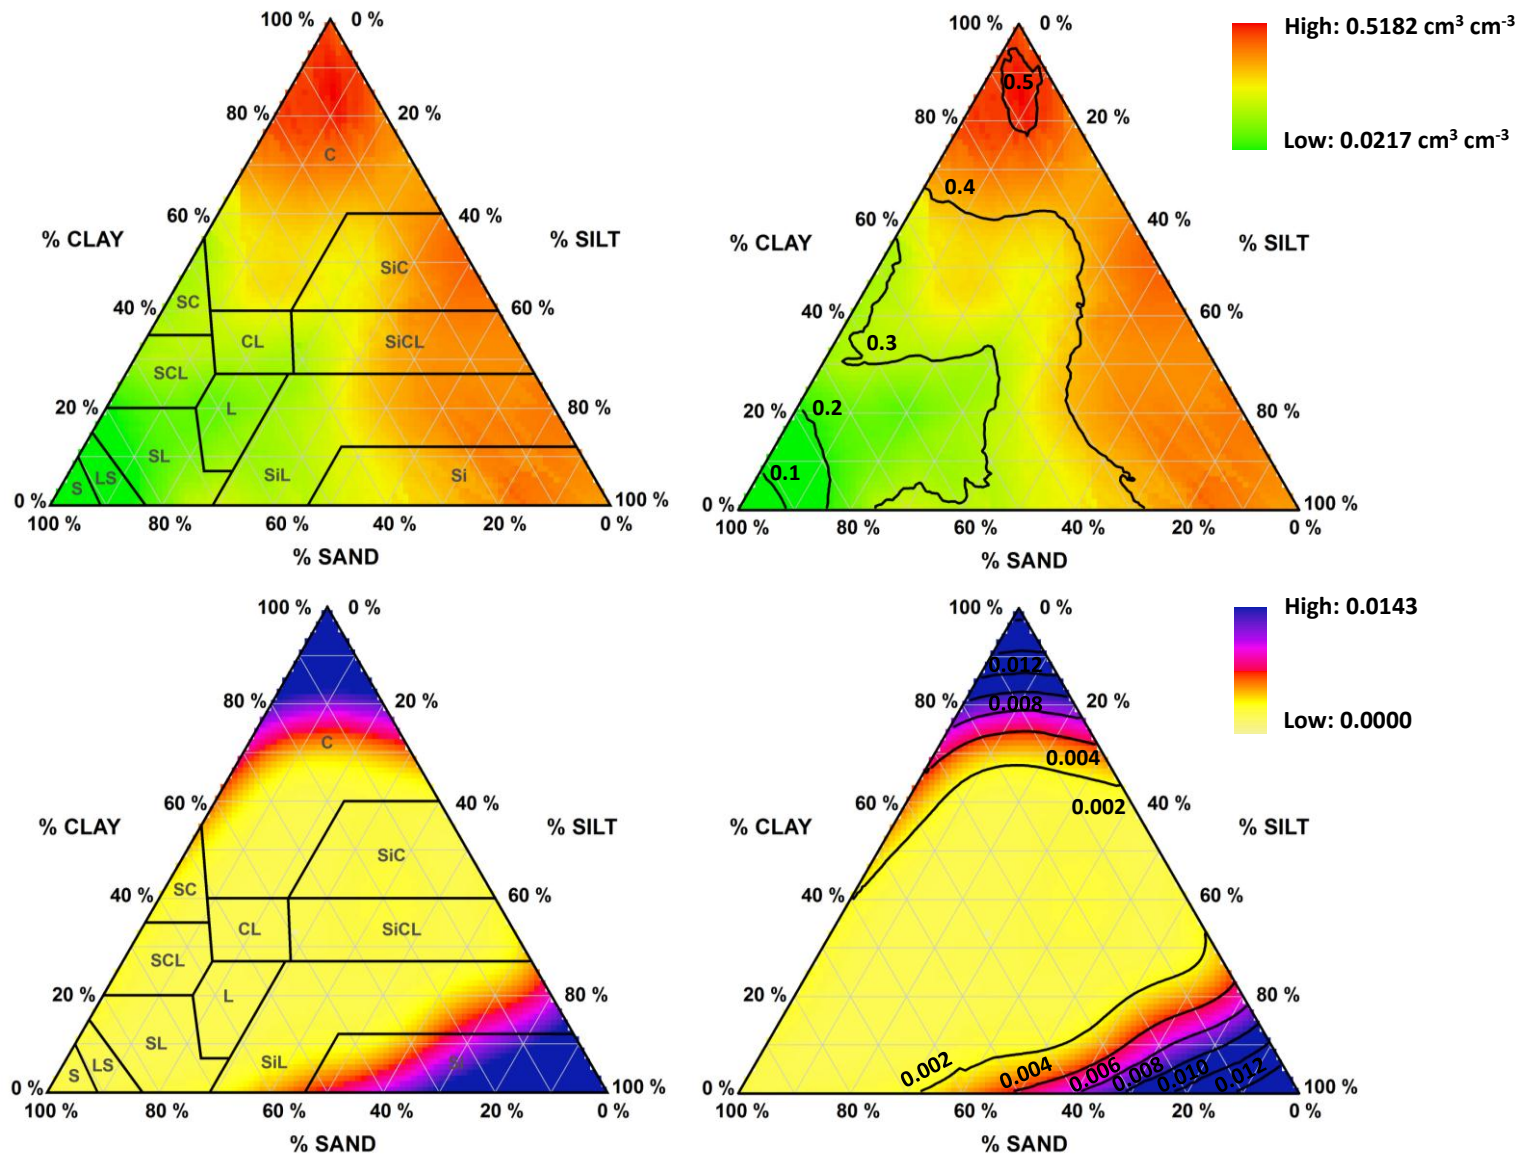 100 % 0 %
80 % 20 %
C
60 % 40 %
% CLAY % SILT
SiC
SC
40 % 60 %
CL SiCL
SCL
20 % L 80 %
SL
LS SiL Si
S
0 % 100 %
100 % 80 % 60 % 40 % 20 % 0 %
% SAND
100 % 0 %
0.5
80 % 20 %
0.4
60 % 40 %
% CLAY % SILT
40 % 60 %
0.3
20 % 0.2 80 %
0.1
0 % 100 %
100 % 80 % 60 % 40 % 20 % 0 %
% SAND
High: 0.5182 cm³ cm⁻³
Low: 0.0217 cm³ cm⁻³
100 % 0 %
80 % 20 %
C
60 % 40 %
% CLAY % SILT
SiC
SC
40 % 60 %
CL SiCL
SCL
20 % L 80 %
SL
LS SiL Si
S
0 % 100 %
100 % 80 % 60 % 40 % 20 % 0 %
% SAND
100 % 0 %
0.012
80 % 0.008 20 %
0.004
60 % 0.002 40 %
% CLAY % SILT
40 % 60 %
20 % 80 %
0.002 0.004 0.006 0.008 0.010 0.012
0 % 100 %
100 % 80 % 60 % 40 % 20 % 0 %
% SAND
High: 0.0143
Low: 0.0000